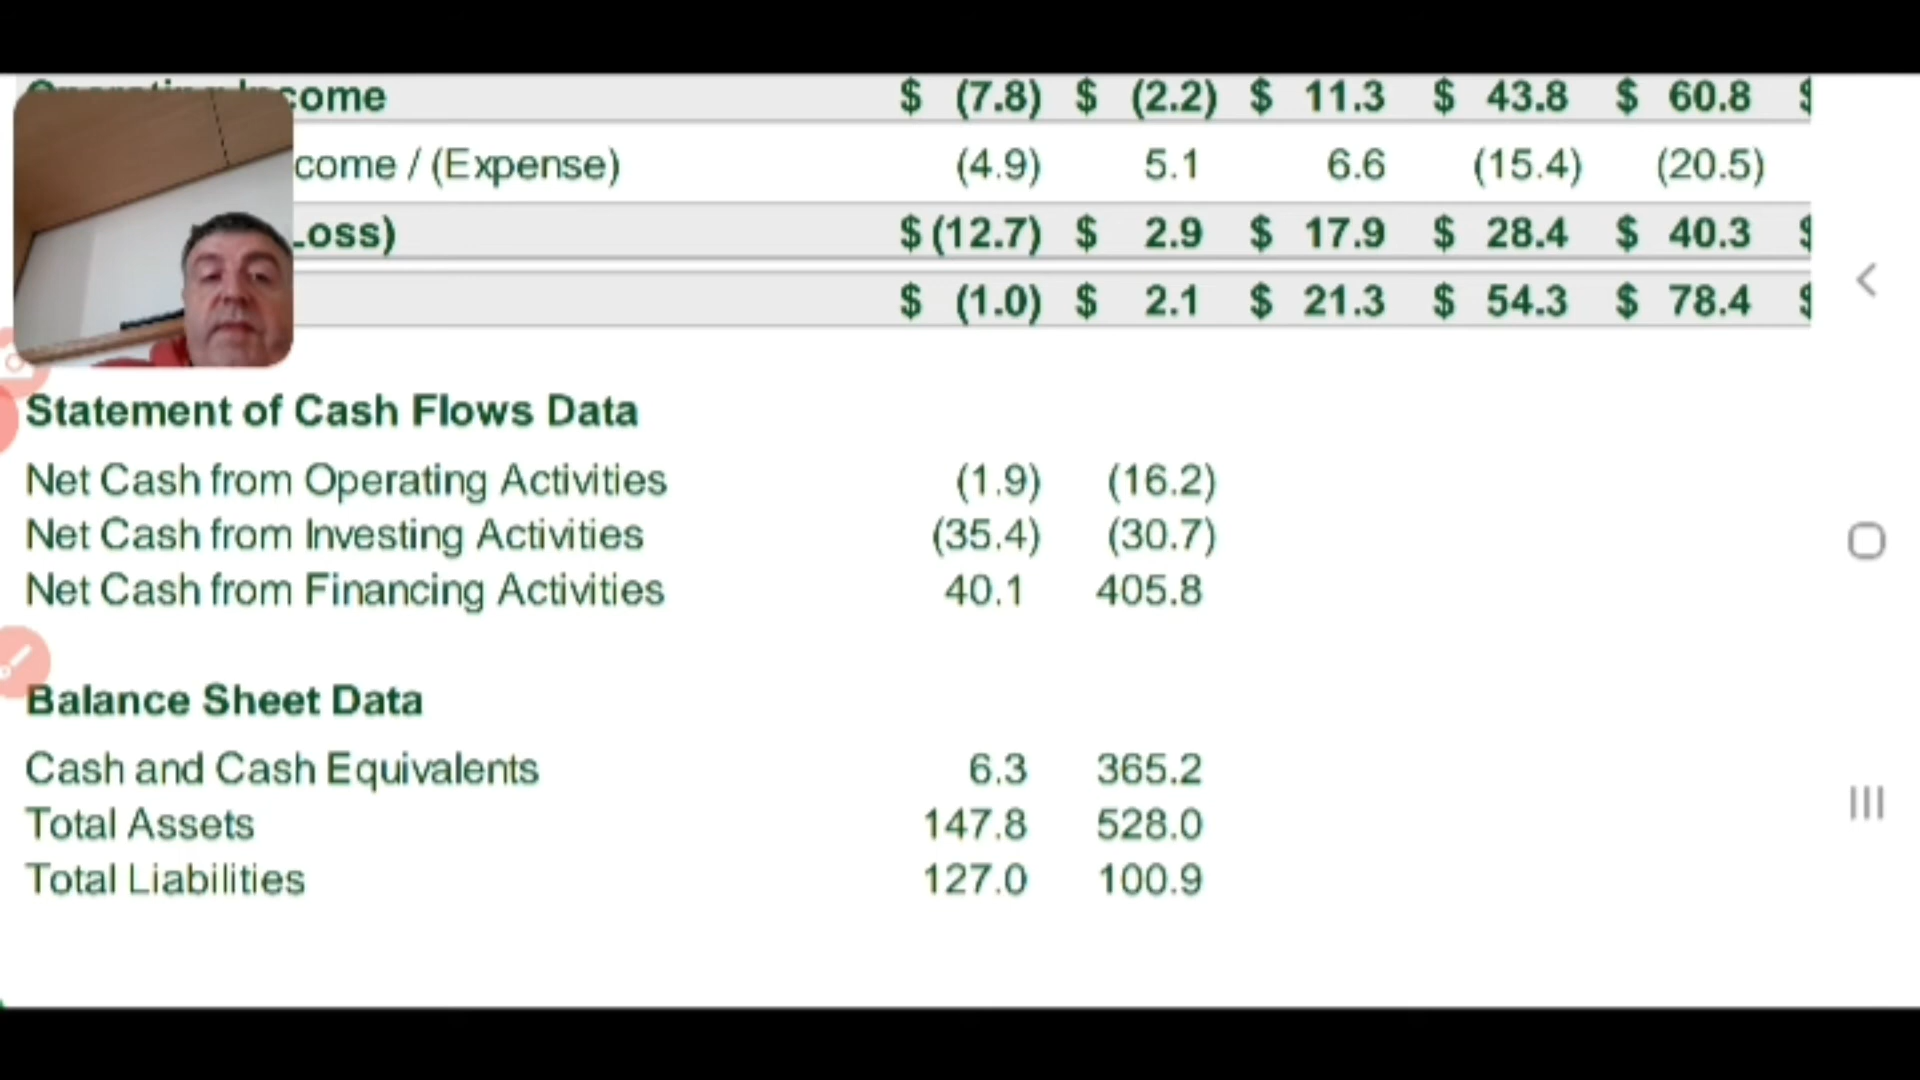 Operating Income $ (7.8) $ (2.2) $ 11.3 $ 43.8 $ 60.8 $
come / (Expense) (4.9) 5.1 6.6 (15.4) (20.5)
Loss) $ (12.7) $ 2.9 $ 17.9 $ 28.4 $ 40.3 $
$ (1.0) $ 2.1 $ 21.3 $ 54.3 $ 78.4 $
Statement of Cash Flows Data
Net Cash from Operating Activities (1.9) (16.2)
Net Cash from Investing Activities (35.4) (30.7)
Net Cash from Financing Activities 40.1 405.8
Balance Sheet Data
Cash and Cash Equivalents 6.3 365.2
Total Assets 147.8 528.0
Total Liabilities 127.0 100.9